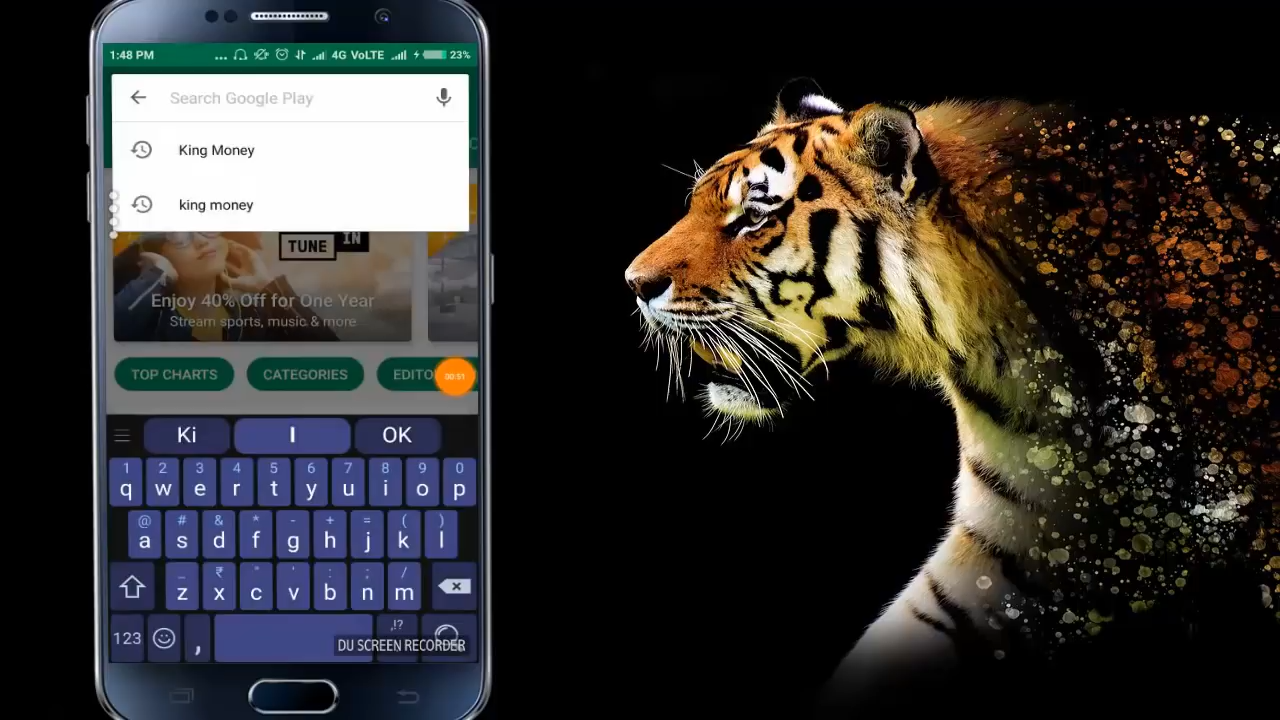 1:48 PM ... 4G VoLTE 23%
Search Google Play
King Money
king money
TUNE IN
Enjoy 40% Off for One Year
Stream sports, music & more
TOP CHARTS CATEGORIES EDITO
00:51
Ki I OK
1 2 3 4 5 6 7 8 9 0
q w e r t y u i o p
@ # & * - + = ( )
a s d f g h j k l
_ ₹ " ' : ; /
z x c v b n m
,!?
123 ,
DU SCREEN RECORDER